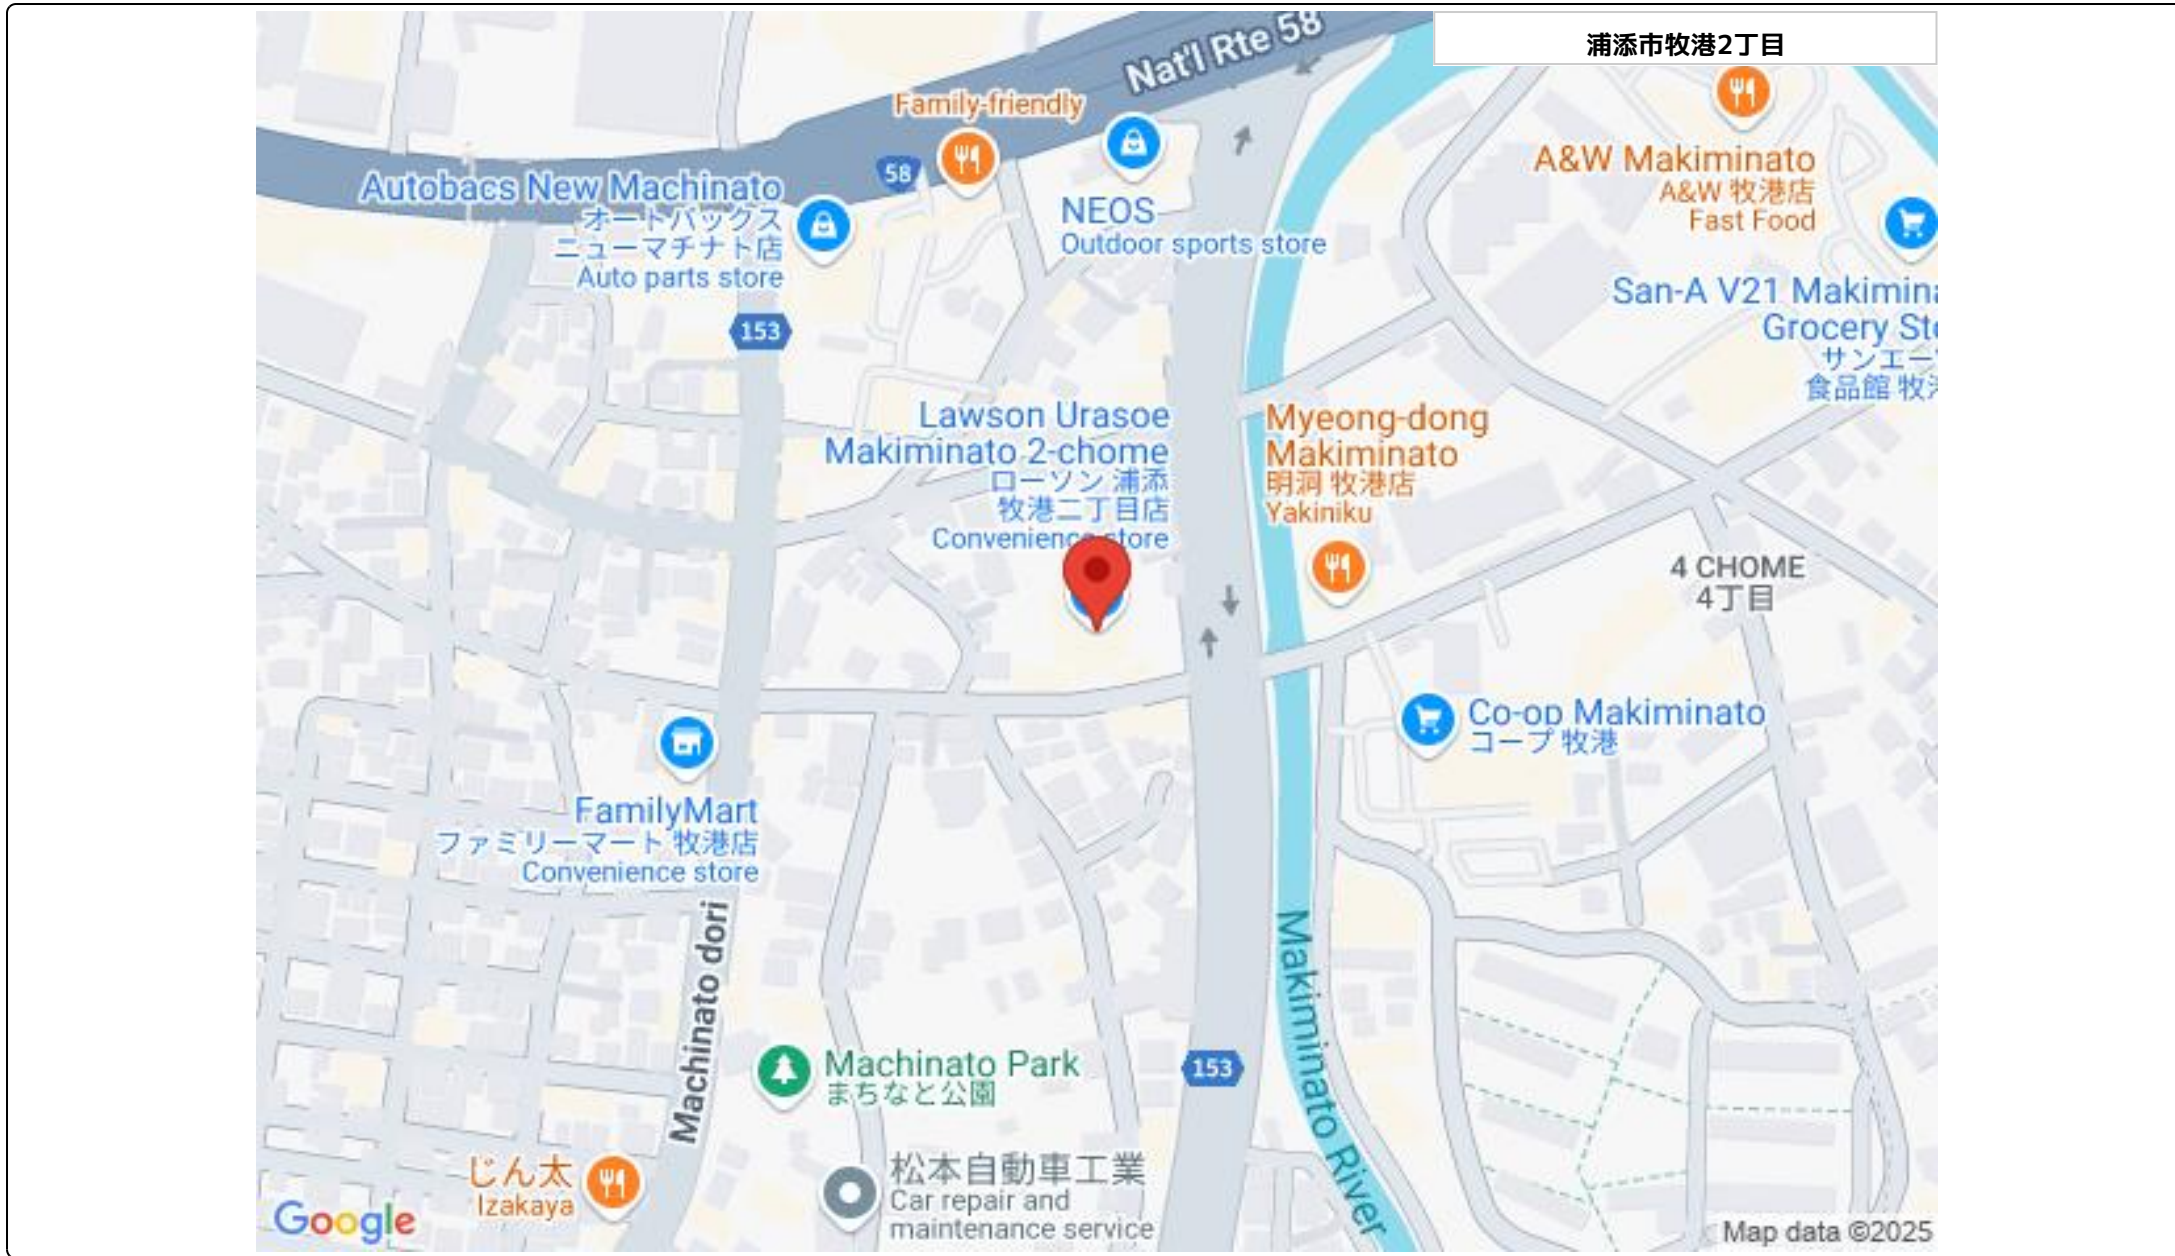 浦添市牧港2丁目
Nat'l Rte 58
Family-friendly
58
Autobacs New Machinato
オートバックス
ニューマチナト店
Auto parts store
NEOS
Outdoor sports store
A&W Makiminato
A&W 牧港店
Fast Food
153
San-A V21 Makimina
Grocery Sto
サンエー
食品館 牧
Lawson Urasoe
Makiminato 2-chome
ローソン 浦添
牧港二丁目店
Convenience store
Myeong-dong
Makiminato
明洞 牧港店
Yakiniku
4 CHOME
4丁目
Co-op Makiminato
コープ 牧港
FamilyMart
ファミリーマート 牧港店
Convenience store
Machinato dori
Makiminato River
Machinato Park
まちなと公園
153
じん太
Izakaya
松本自動車工業
Car repair and
maintenance service
Google
Map data ©2025